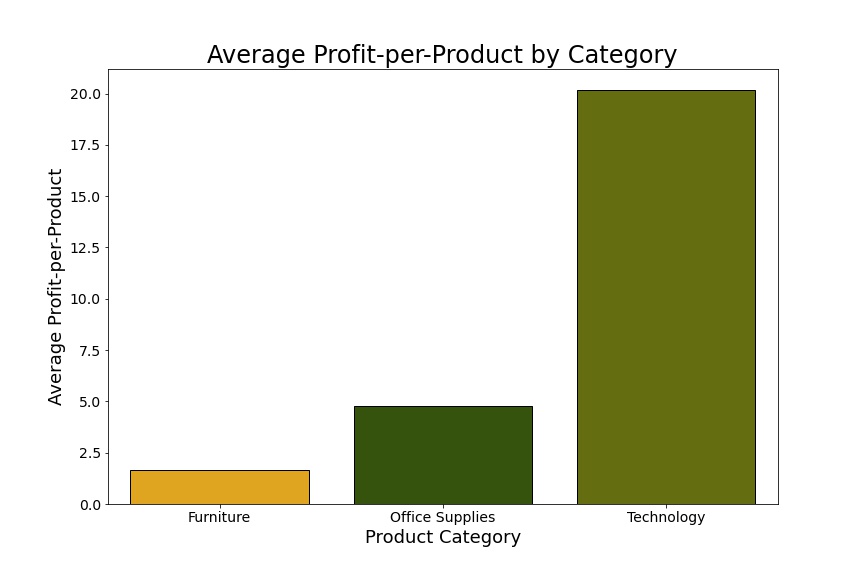 Average Profit-per-Product by Category
Average Profit-per-Product
20.0
17.5
15.0
12.5
10.0
7.5
5.0
2.5
0.0
Furniture
Office Supplies
Technology
Product Category